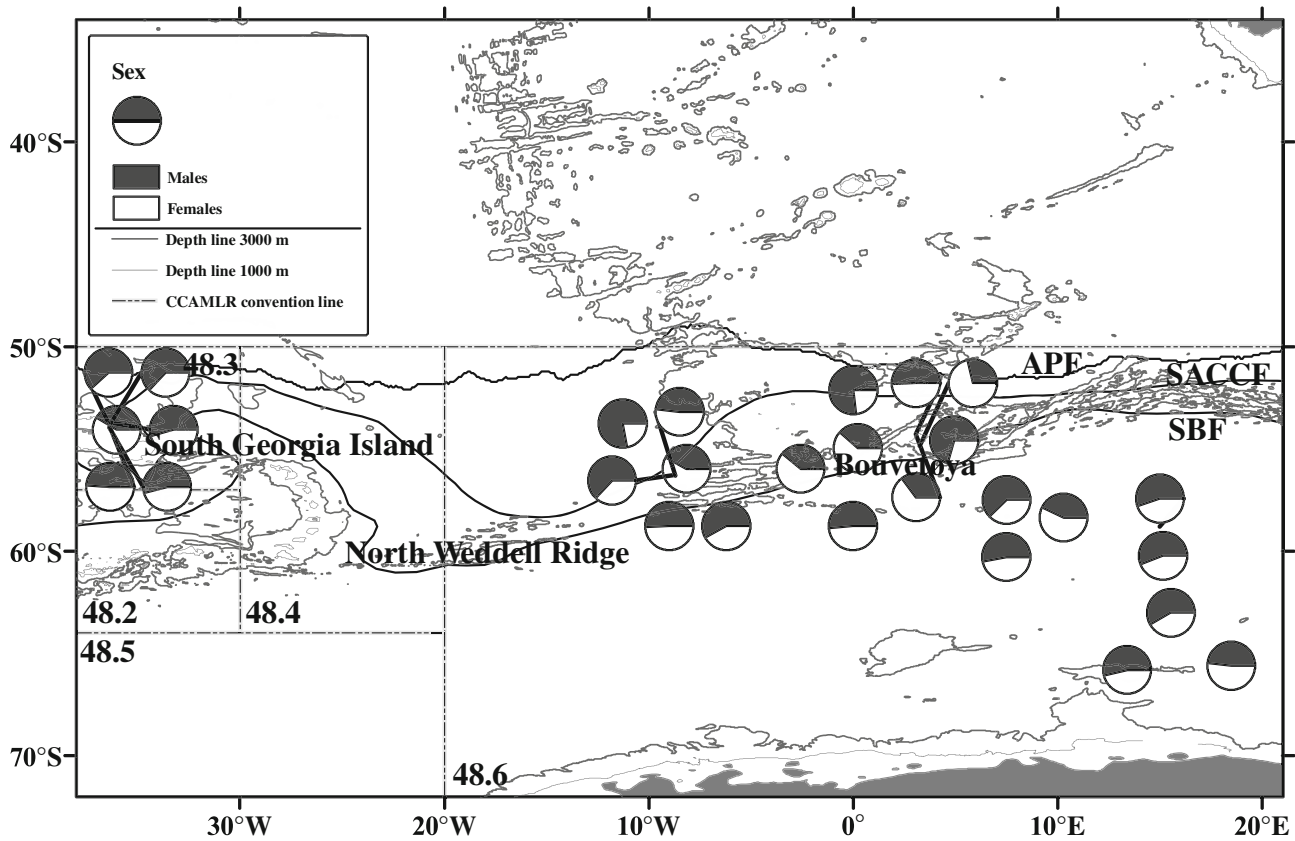 Sex
Males
Females
Depth line 3000 m
Depth line 1000 m
CCAMLR convention line
40°S
50°S
60°S
70°S
48.3
APF
SACCF
SBF
South Georgia Island
Bouvetøya
North Weddell Ridge
48.2
48.4
48.5
48.6
30°W
20°W
10°W
0°
10°E
20°E